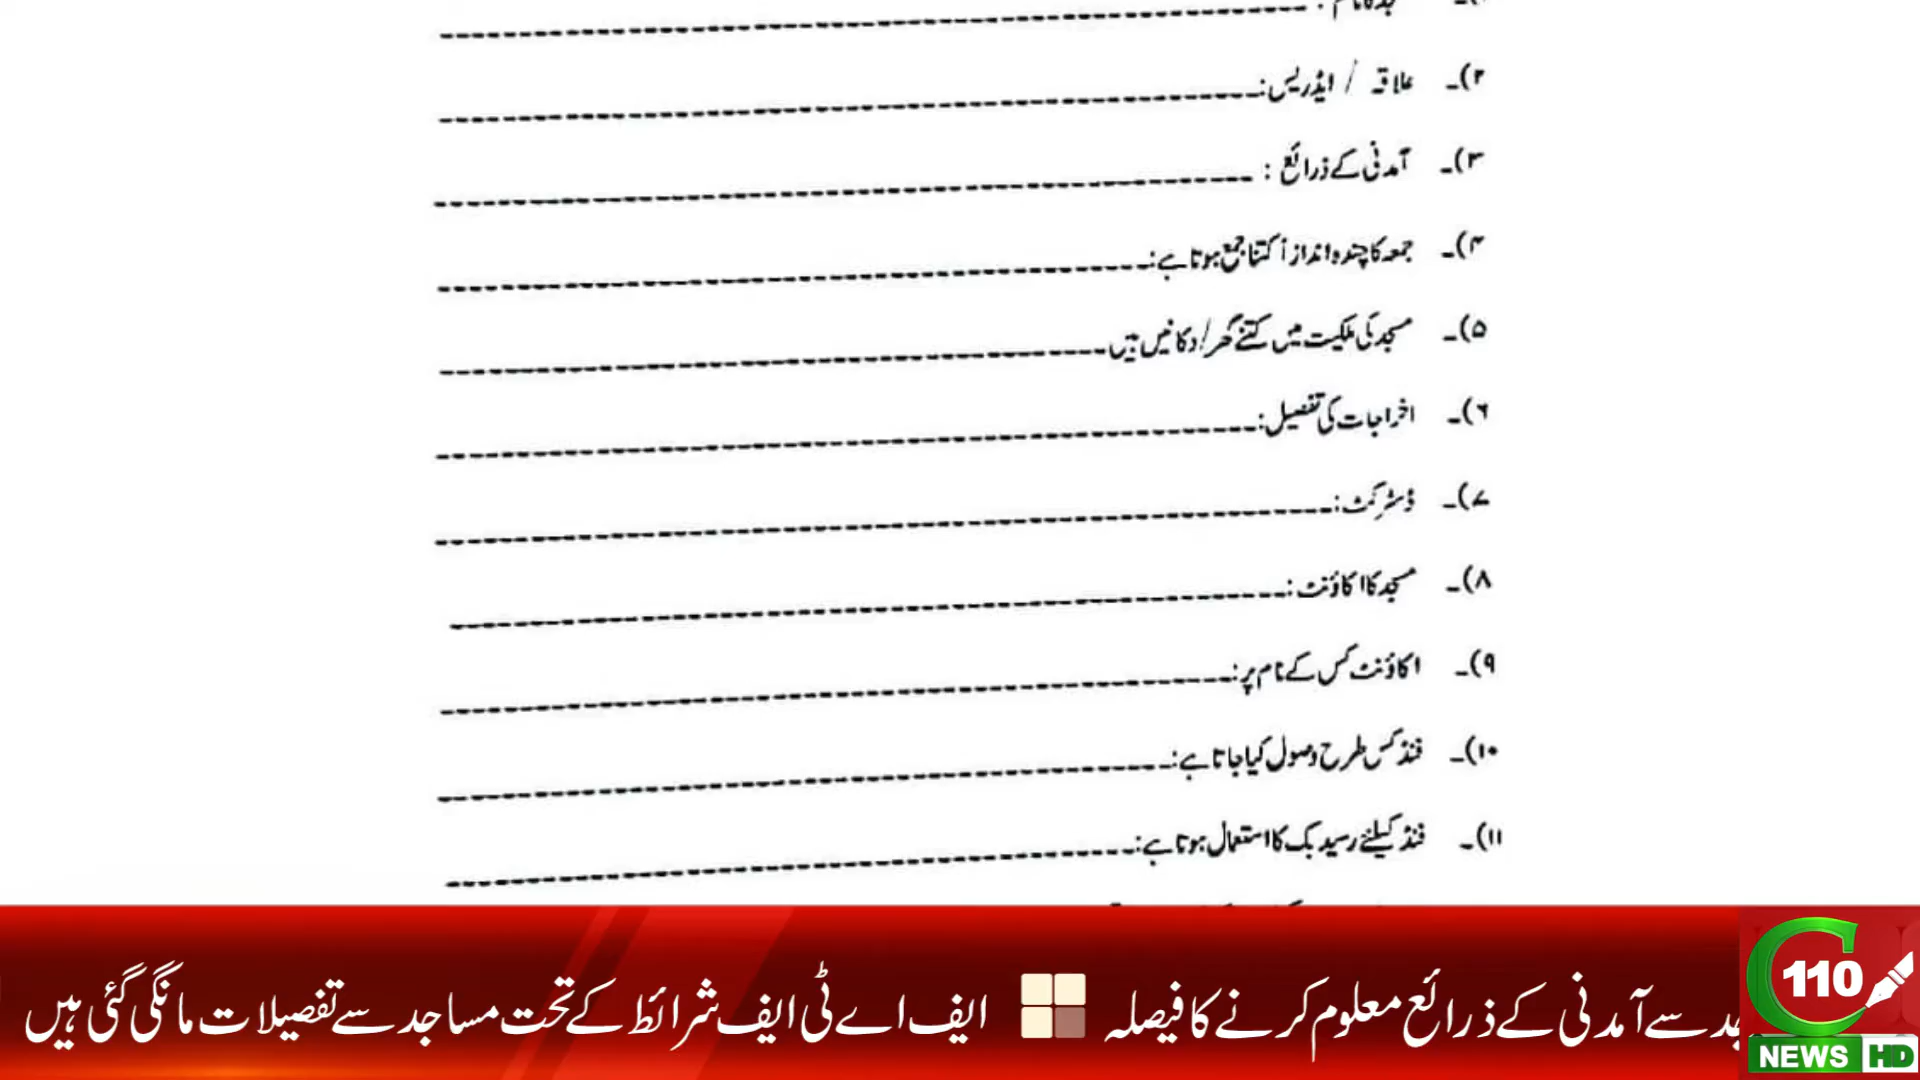 ۲)۔ علاقہ / ایڈریس:
۳)۔ آمدنی کے ذرائع :
۴)۔ جمعہ کا چندہ اندازاً کتنا جمع ہوتا ہے:
۵)۔ مسجد کی ملکیت میں کتنے گھر/دکانیں ہیں
۶)۔ اخراجات کی تفصیل:
۷)۔ ڈسٹرکٹ:
۸)۔ مسجد کا اکاؤنٹ:
۹)۔ اکاؤنٹ کس کے نام پر:
۱۰)۔ فنڈ کس طرح وصول کیا جاتا ہے:
۱۱)۔ فنڈ کیلئے رسید بک کا استعمال ہوتا ہے:
سے آمدنی کے ذرائع معلوم کرنے کا فیصلہ
ایف اے ٹی ایف شرائط کے تحت مساجد سے تفصیلات مانگی گئی ہیں
C 110
NEWS HD